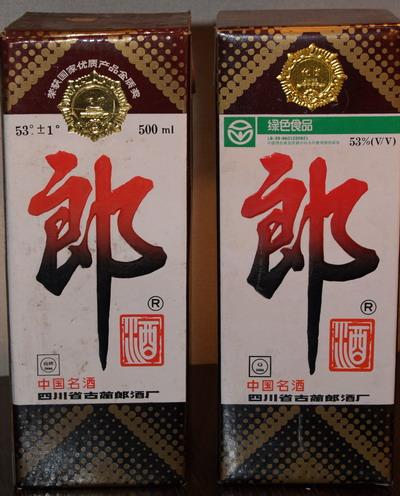 荣获国家优质产品金质奖
53°±1°
500 ml
郎
®
酒
中国名酒
四川省古蔺郎酒厂
绿色食品
53%(V/V)
郎
®
酒
中国名酒
四川省古蔺郎酒厂